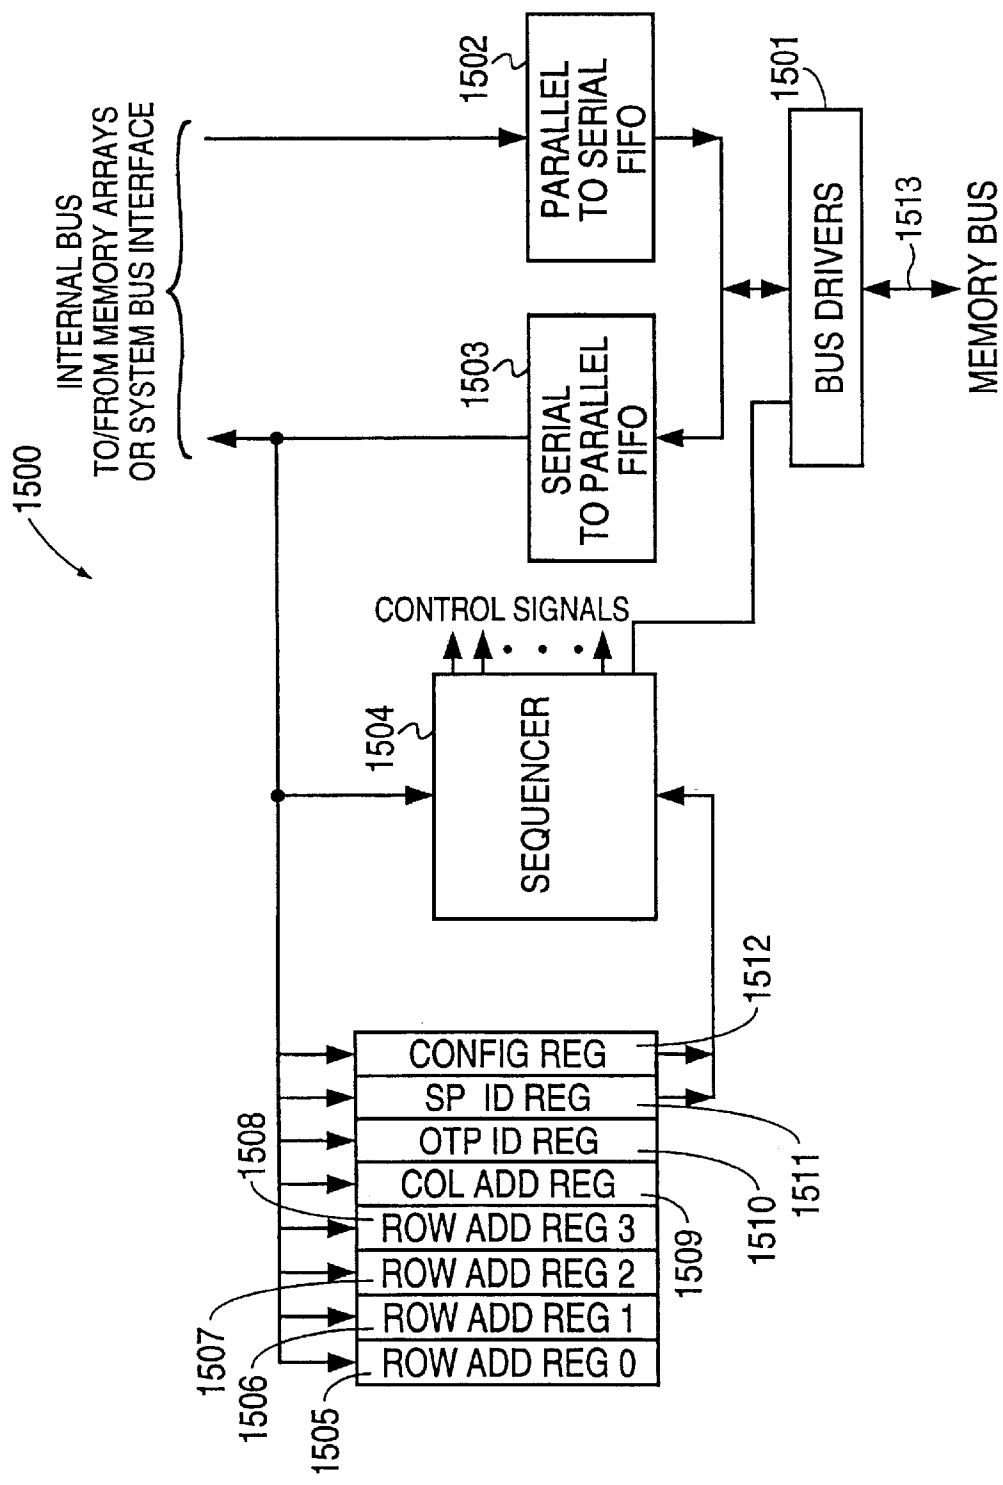 1500
INTERNAL BUS
TO/FROM MEMORY ARRAYS
OR SYSTEM BUS INTERFACE
1502
PARALLEL
TO SERIAL
FIFO
1503
SERIAL
TO PARALLEL
FIFO
1501
BUS DRIVERS
1513
MEMORY BUS
CONTROL SIGNALS
1504
SEQUENCER
CONFIG REG
1512
SP ID REG
1511
OTP ID REG
1510
COL ADD REG
1509
ROW ADD REG 3
1508
ROW ADD REG 2
1507
ROW ADD REG 1
1506
ROW ADD REG 0
1505